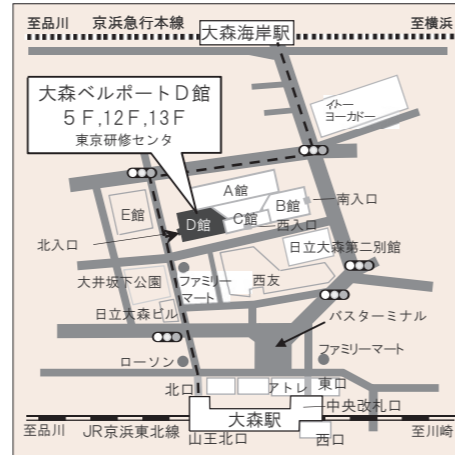 至品川 京浜急行本線 至横浜
大森海岸駅
大森ベルポートD館
5F,12F,13F
東京研修センタ
イトー
ヨーカドー
A館
B館
南入口
E館
D館
C館
西入口
北入口
日立大森第二別館
大井坂下公園
ファミリー
マート
西友
日立大森ビル
バスターミナル
ローソン
ファミリーマート
北口
アトレ
東口
中央改札口
大森駅
至品川 JR京浜東北線
山王北口
西口
至川崎